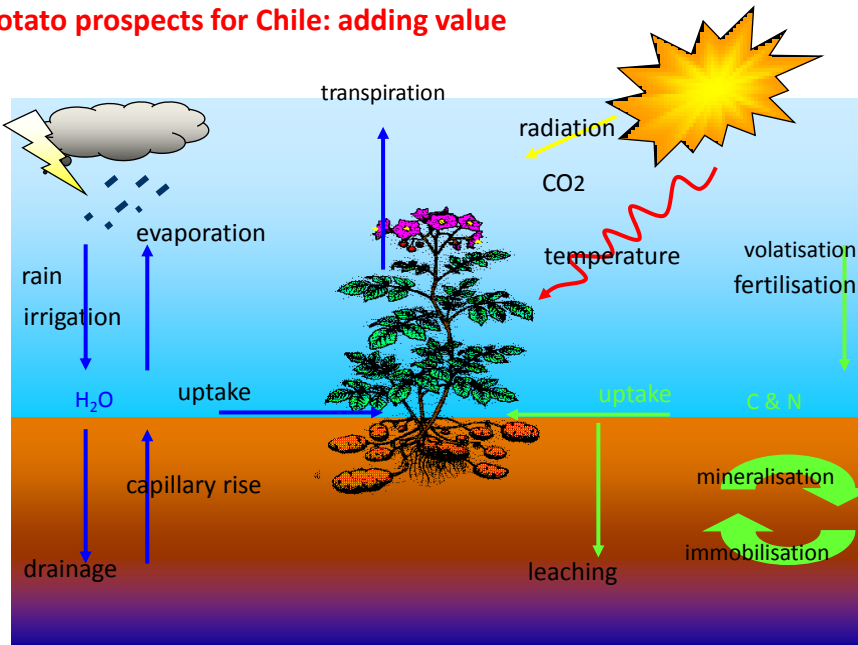 otato prospects for Chile: adding value
transpiration
radiation
CO2
evaporation
temperature
volatisation
rain
fertilisation
irrigation
H₂O
uptake
uptake
C & N
capillary rise
mineralisation
drainage
leaching
immobilisation